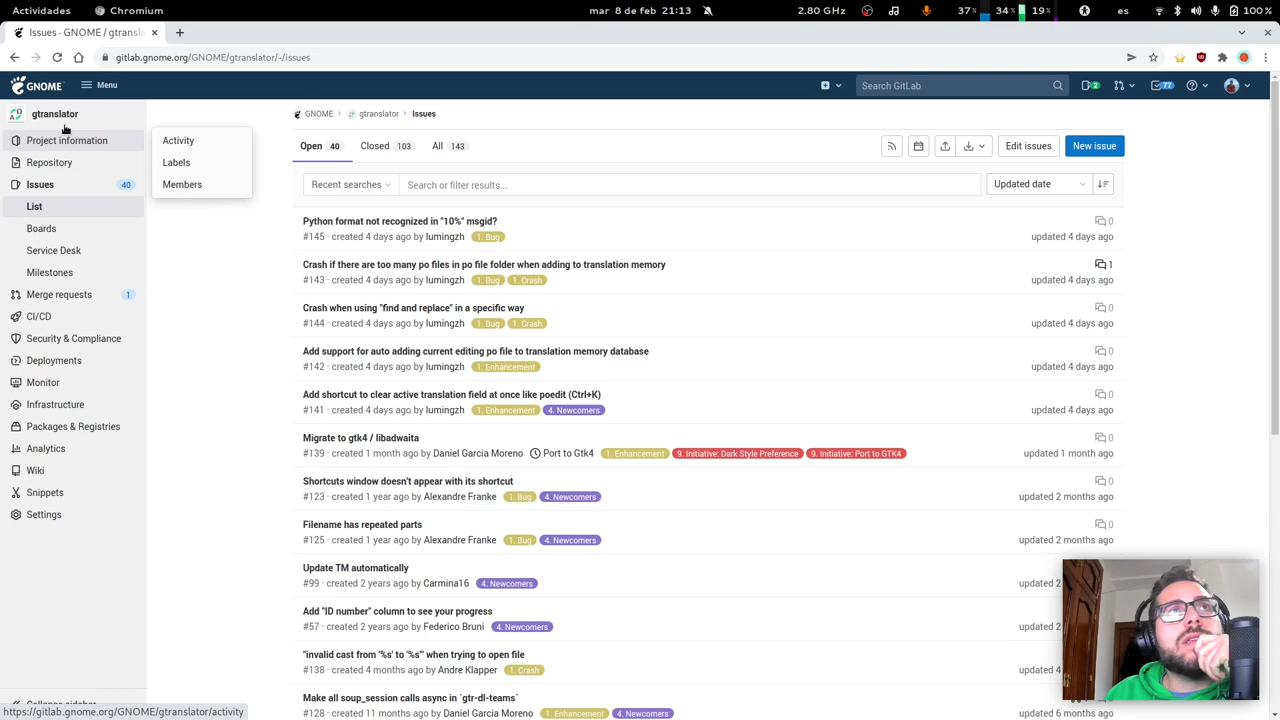 Actividades Chromium mar 8 de feb 21:13 2.80 GHz 37% 34% 19% es 100%
Issues · GNOME / gtransla
gitlab.gnome.org/GNOME/gtranslator/-/issues
GNOME Menu Search GitLab 2 77
gtranslator
Project information
Repository
Issues 40
List
Boards
Service Desk
Milestones
Merge requests 1
CI/CD
Security & Compliance
Deployments
Monitor
Infrastructure
Packages & Registries
Analytics
Wiki
Snippets
Settings
Collapse sidebar
https://gitlab.gnome.org/GNOME/gtranslator/activity
Activity
Labels
Members
GNOME > gtranslator > Issues
Open 40 Closed 103 All 143 Edit issues New issue
Recent searches Search or filter results... Updated date
Python format not recognized in "10%" msgid? 0
#145 · created 4 days ago by lumingzh 1. Bug updated 4 days ago
Crash if there are too many po files in po file folder when adding to translation memory 1
#143 · created 4 days ago by lumingzh 1. Bug 1. Crash updated 4 days ago
Crash when using "find and replace" in a specific way 0
#144 · created 4 days ago by lumingzh 1. Bug 1. Crash updated 4 days ago
Add support for auto adding current editing po file to translation memory database 0
#142 · created 4 days ago by lumingzh 1. Enhancement updated 4 days ago
Add shortcut to clear active translation field at once like poedit (Ctrl+K) 0
#141 · created 4 days ago by lumingzh 1. Enhancement 4. Newcomers updated 4 days ago
Migrate to gtk4 / libadwaita 0
#139 · created 1 month ago by Daniel Garcia Moreno Port to Gtk4 1. Enhancement 9. Initiative: Dark Style Preference 9. Initiative: Port to GTK4 updated 1 month ago
Shortcuts window doesn't appear with its shortcut 0
#123 · created 1 year ago by Alexandre Franke 1. Bug 4. Newcomers updated 2 months ago
Filename has repeated parts 0
#125 · created 1 year ago by Alexandre Franke 1. Bug 4. Newcomers updated 2 months ago
Update TM automatically
#99 · created 2 years ago by Carmina16 4. Newcomers updated 2
Add "ID number" column to see your progress
#57 · created 2 years ago by Federico Bruni 4. Newcomers updated 2
"invalid cast from '%s' to '%s'" when trying to open file
#138 · created 4 months ago by Andre Klapper 1. Crash updated 4
Make all soup_session calls async in `gtr-dl-teams`
#128 · created 11 months ago by Daniel Garcia Moreno 1. Enhancement 4. Newcomers updated 6 months ago